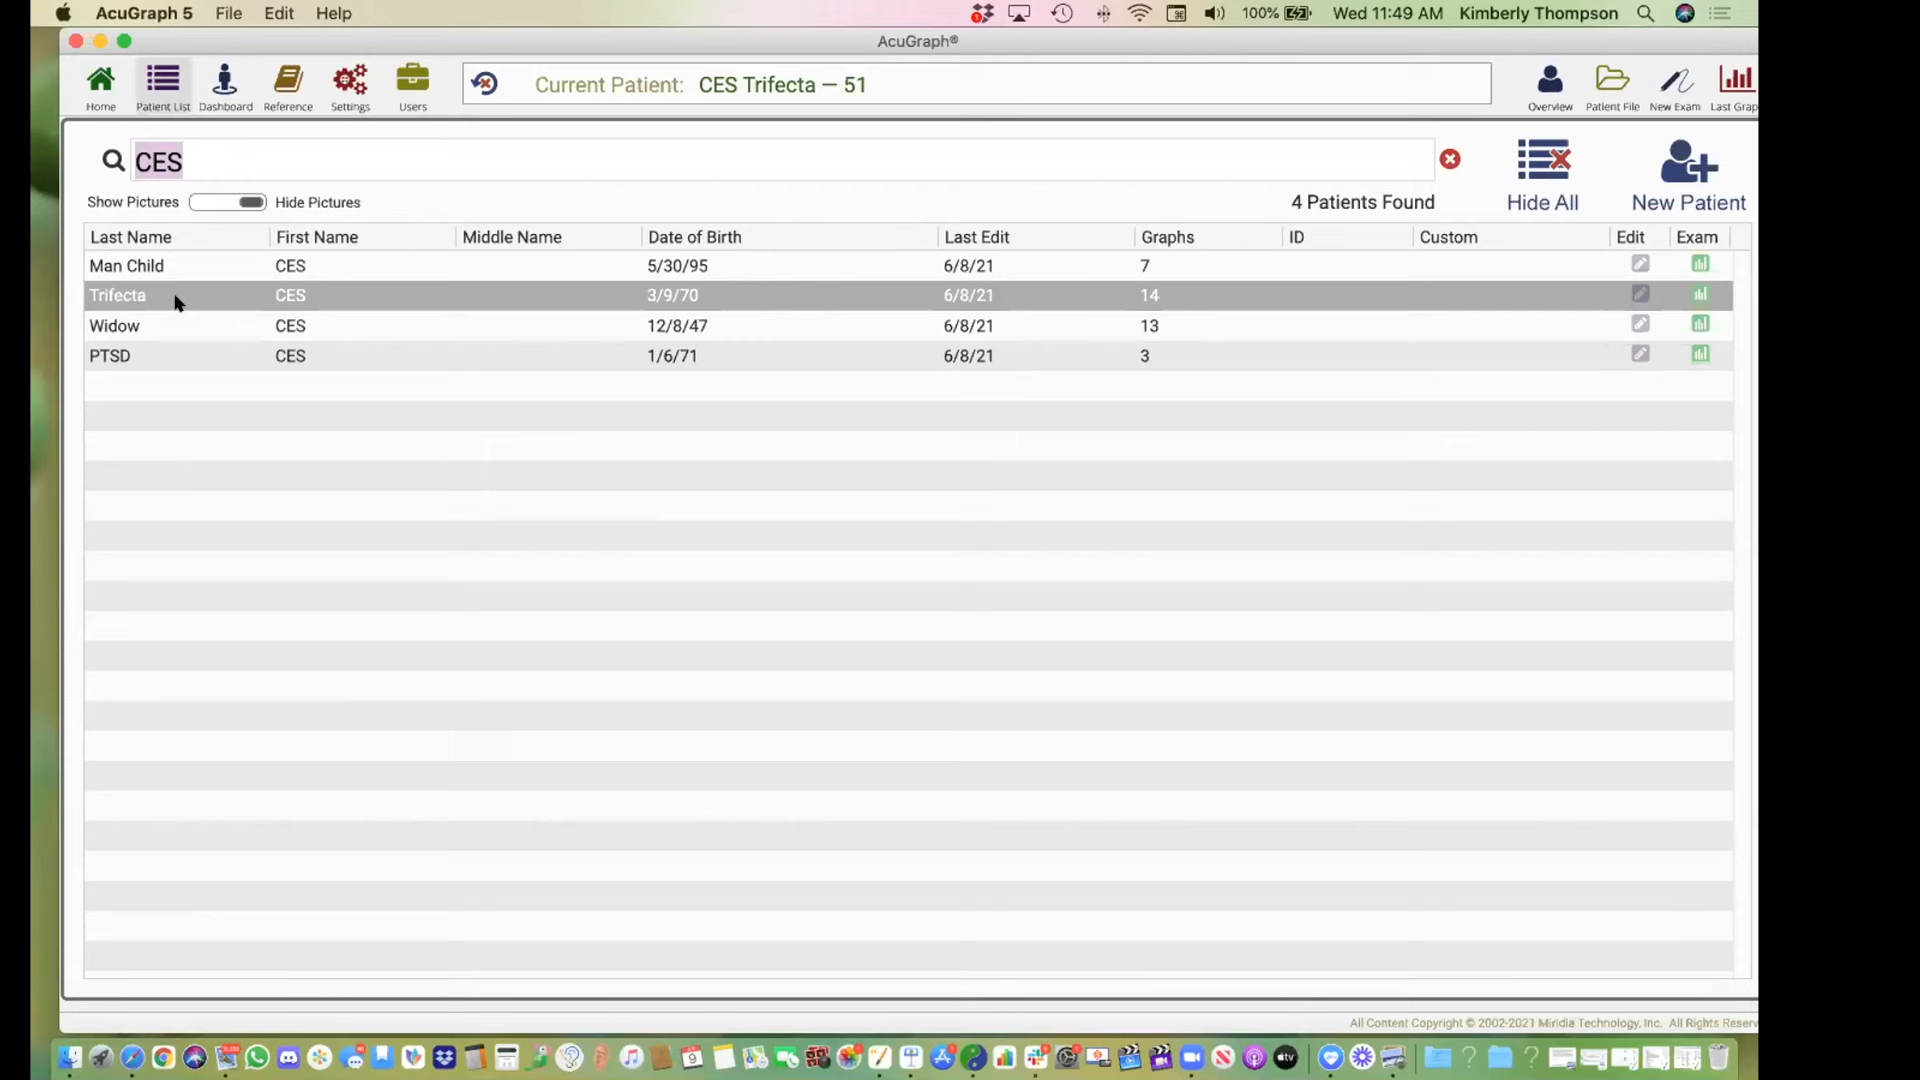 AcuGraph 5 File Edit Help 100% Wed 11:49 AM Kimberly Thompson
AcuGraph®
Home Patient List Dashboard Reference Settings Users
Current Patient: CES Trifecta — 51
Overview Patient File New Exam Last Grap
CES
Show Pictures Hide Pictures
4 Patients Found
Hide All
New Patient
Last Name First Name Middle Name Date of Birth Last Edit Graphs ID Custom Edit Exam
Man Child CES 5/30/95 6/8/21 7
Trifecta CES 3/9/70 6/8/21 14
Widow CES 12/8/47 6/8/21 13
PTSD CES 1/6/71 6/8/21 3
All Content Copyright © 2002-2021 Miridia Technology, Inc. All Rights Reserv